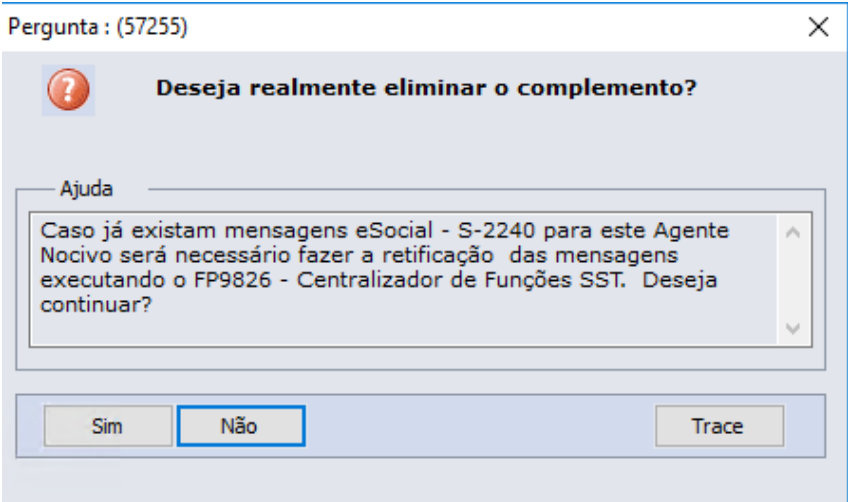 Pergunta : (57255)
Deseja realmente eliminar o complemento?
Ajuda
Caso já existam mensagens eSocial - S-2240 para este Agente
Nocivo será necessário fazer a retificação  das mensagens
executando o FP9826 - Centralizador de Funções SST.  Deseja
continuar?
Sim
Não
Trace